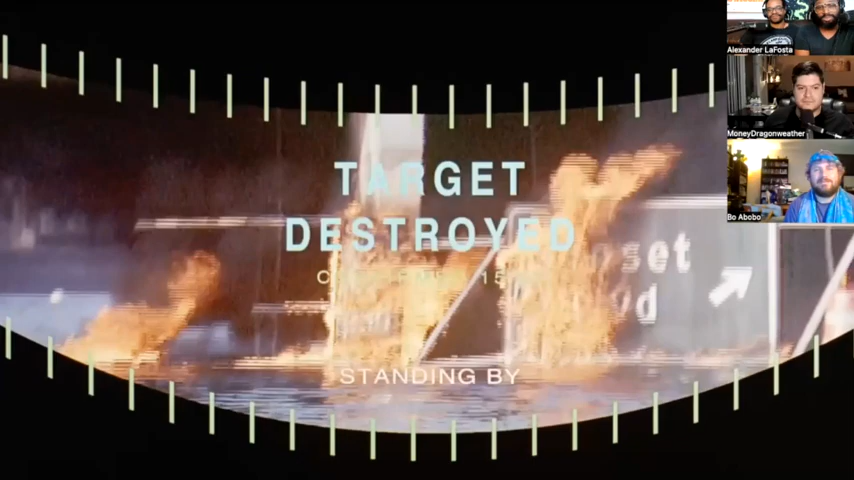 TARGET
DESTROYED
STANDING BY
Alexander LaFosta
MoneyDragonweather
Bo Abobo